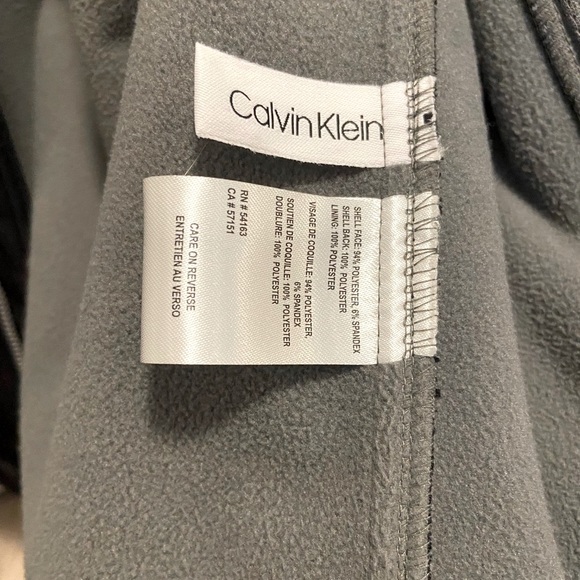 Calvin Klein
SHELL FACE: 94% POLYESTER, 6% SPANDEX
SHELL BACK: 100% POLYESTER
LINING: 100% POLYESTER
VISAGE DE COQUILLE: 94% POLYESTER,
6% SPANDEX
SOUTIEN DE COQUILLE: 100% POLYESTER
DOUBLURE: 100% POLYESTER
RN # 54163
CA # 57151
CARE ON REVERSE
ENTRETIEN AU VERSO